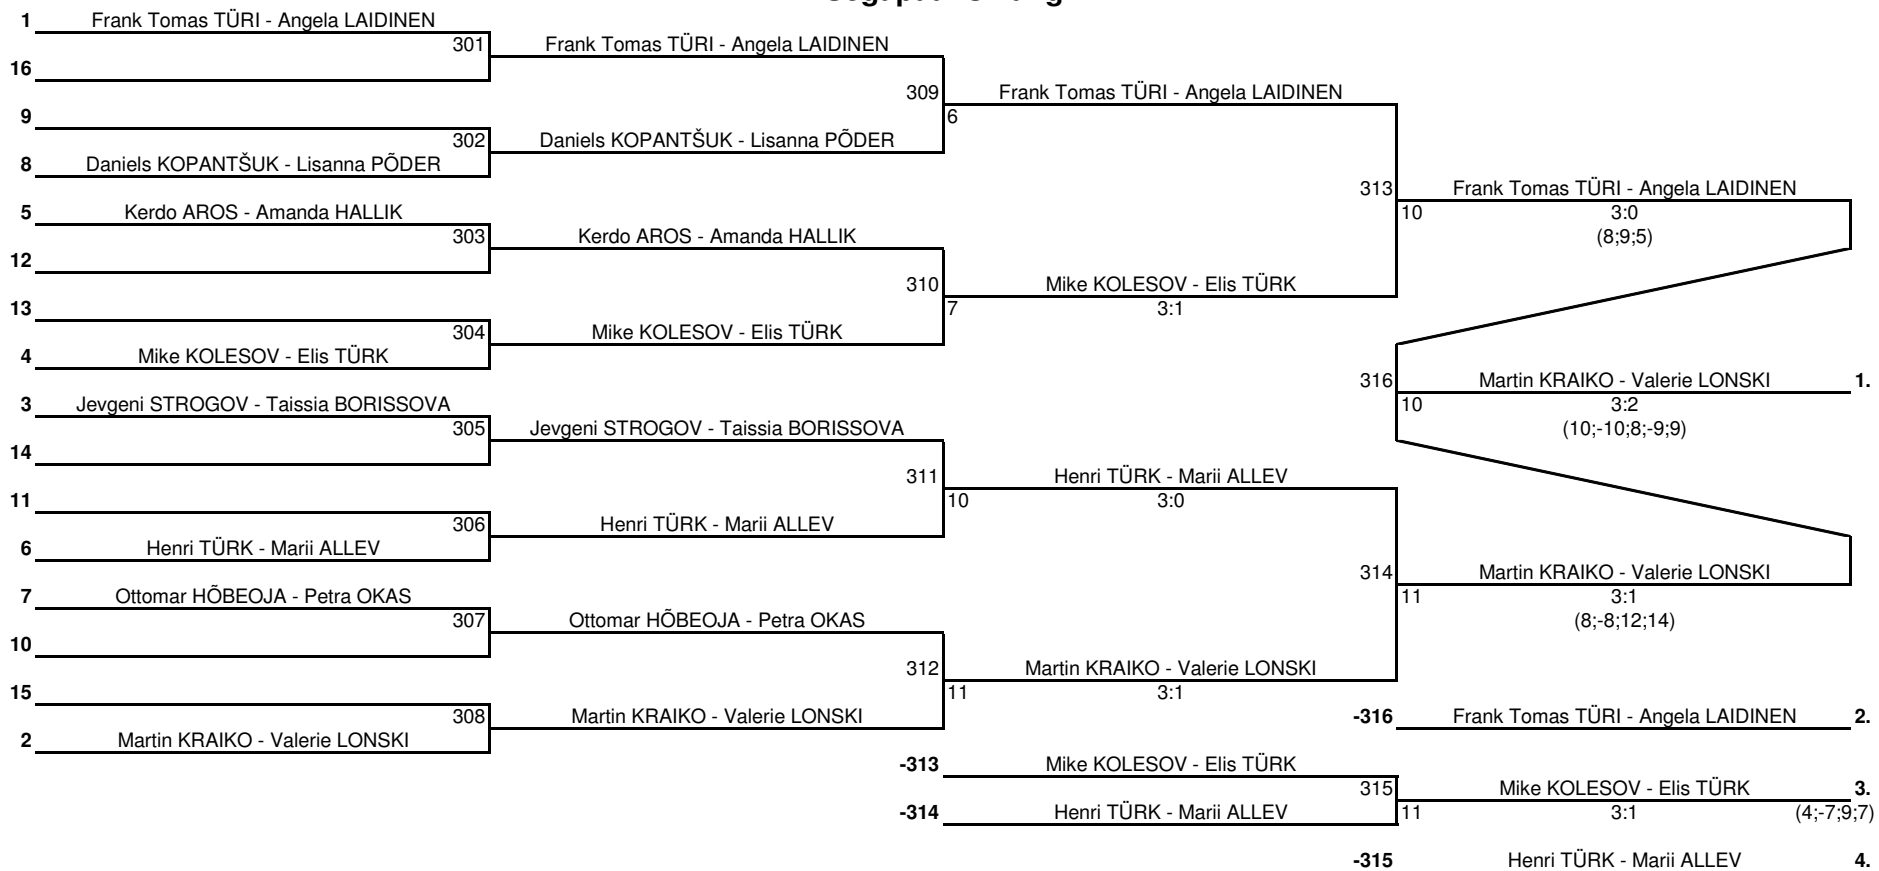 1 Frank Tomas TÜRI - Angela LAIDINEN
301 Frank Tomas TÜRI - Angela LAIDINEN
16
309 Frank Tomas TÜRI - Angela LAIDINEN
9 6
302 Daniels KOPANTŠUK - Lisanna PÕDER
8 Daniels KOPANTŠUK - Lisanna PÕDER
313 Frank Tomas TÜRI - Angela LAIDINEN
5 Kerdo AROS - Amanda HALLIK 10 3:0
303 Kerdo AROS - Amanda HALLIK (8;9;5)
12
310 Mike KOLESOV - Elis TÜRK
13 7 3:1
304 Mike KOLESOV - Elis TÜRK
4 Mike KOLESOV - Elis TÜRK
316 Martin KRAIKO - Valerie LONSKI 1.
3 Jevgeni STROGOV - Taissia BORISSOVA 10 3:2
305 Jevgeni STROGOV - Taissia BORISSOVA (10;-10;8;-9;9)
14
311 Henri TÜRK - Marii ALLEV
11 10 3:0
306 Henri TÜRK - Marii ALLEV
6 Henri TÜRK - Marii ALLEV
314 Martin KRAIKO - Valerie LONSKI
7 Ottomar HÕBEOJA - Petra OKAS 11 3:1
307 Ottomar HÕBEOJA - Petra OKAS (8;-8;12;14)
10
312 Martin KRAIKO - Valerie LONSKI
15 11 3:1
308 Martin KRAIKO - Valerie LONSKI -316 Frank Tomas TÜRI - Angela LAIDINEN 2.
2 Martin KRAIKO - Valerie LONSKI
-313 Mike KOLESOV - Elis TÜRK
315 Mike KOLESOV - Elis TÜRK 3.
-314 Henri TÜRK - Marii ALLEV 11 3:1 (4;-7;9;7)
-315 Henri TÜRK - Marii ALLEV 4.